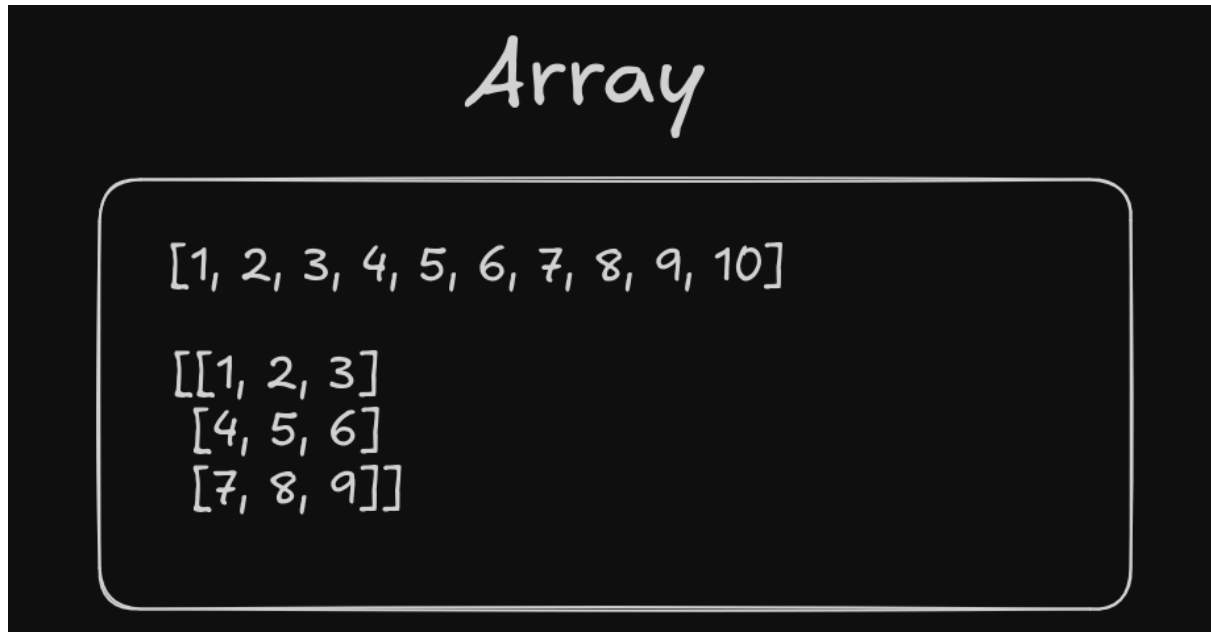 Array
[1, 2, 3, 4, 5, 6, 7, 8, 9, 10]
[[1, 2, 3]
[4, 5, 6]
[7, 8, 9]]